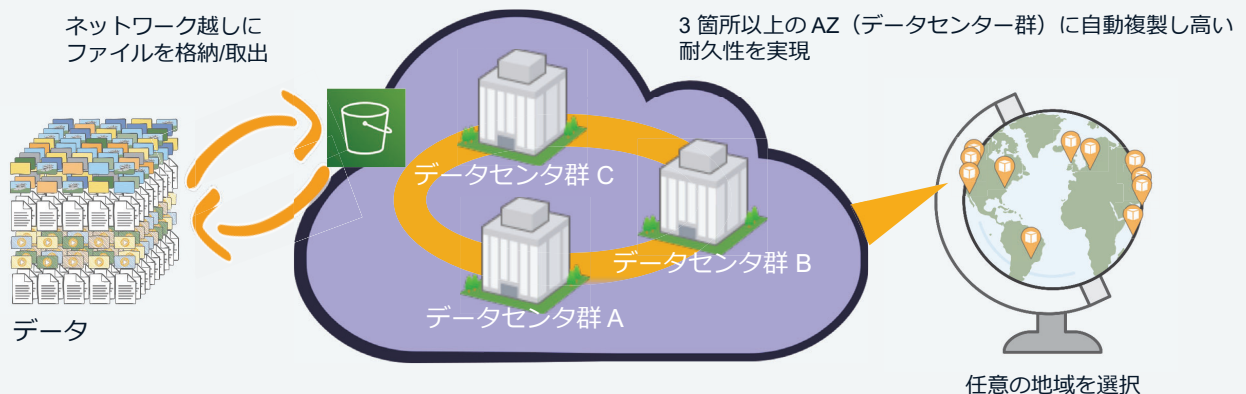 ネットワーク越しに
ファイルを格納/取出
3 箇所以上の AZ（データセンター群）に自動複製し高い
耐久性を実現
データセンタ群 C
データセンタ群 B
データセンタ群 A
データ
任意の地域を選択